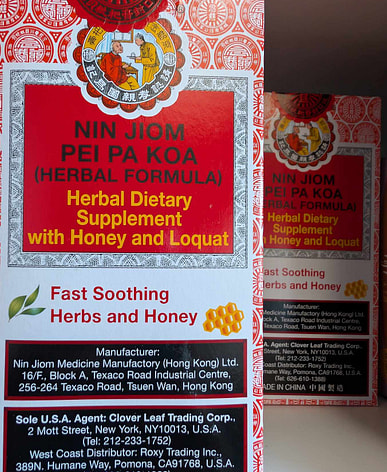 NIN JIOM
PEI PA KOA
(HERBAL FORMULA)
Herbal Dietary
Supplement
with Honey and Loquat
Fast Soothing
Herbs and Honey
Manufacturer:
Nin Jiom Medicine Manufactory (Hong Kong) Ltd.
16/F., Block A, Texaco Road Industrial Centre,
256-264 Texaco Road, Tsuen Wan, Hong Kong
Sole U.S.A. Agent: Clover Leaf Trading Corp.,
2 Mott Street, New York, NY10013, U.S.A.
(Tel: 212-233-1752)
West Coast Distributor: Roxy Trading Inc.,
389N. Humane Way, Pomona, CA91768, U.S.A.
NIN JIOM
PEI PA KOA
HERBAL FORMULA)
Herbal Dietary
Supplement
Honey and Loquat
Fast Soothing
Herbs and Honey
Manufacturer:
Medicine Manufactory (Hong Kong) Ltd.
Block A, Texaco Road Industrial Centre,
Texaco Road, Tsuen Wan, Hong Kong
Agent: Clover Leaf Trading Corp.,
Street, New York, NY10013, U.S.A.
(Tel: 212-233-1752)
Coast Distributor: Roxy Trading Inc.,
Humane Way, Pomona, CA91768, U.S.A.
(Tel: 626-610-1388)
MADE IN CHINA 中國製造